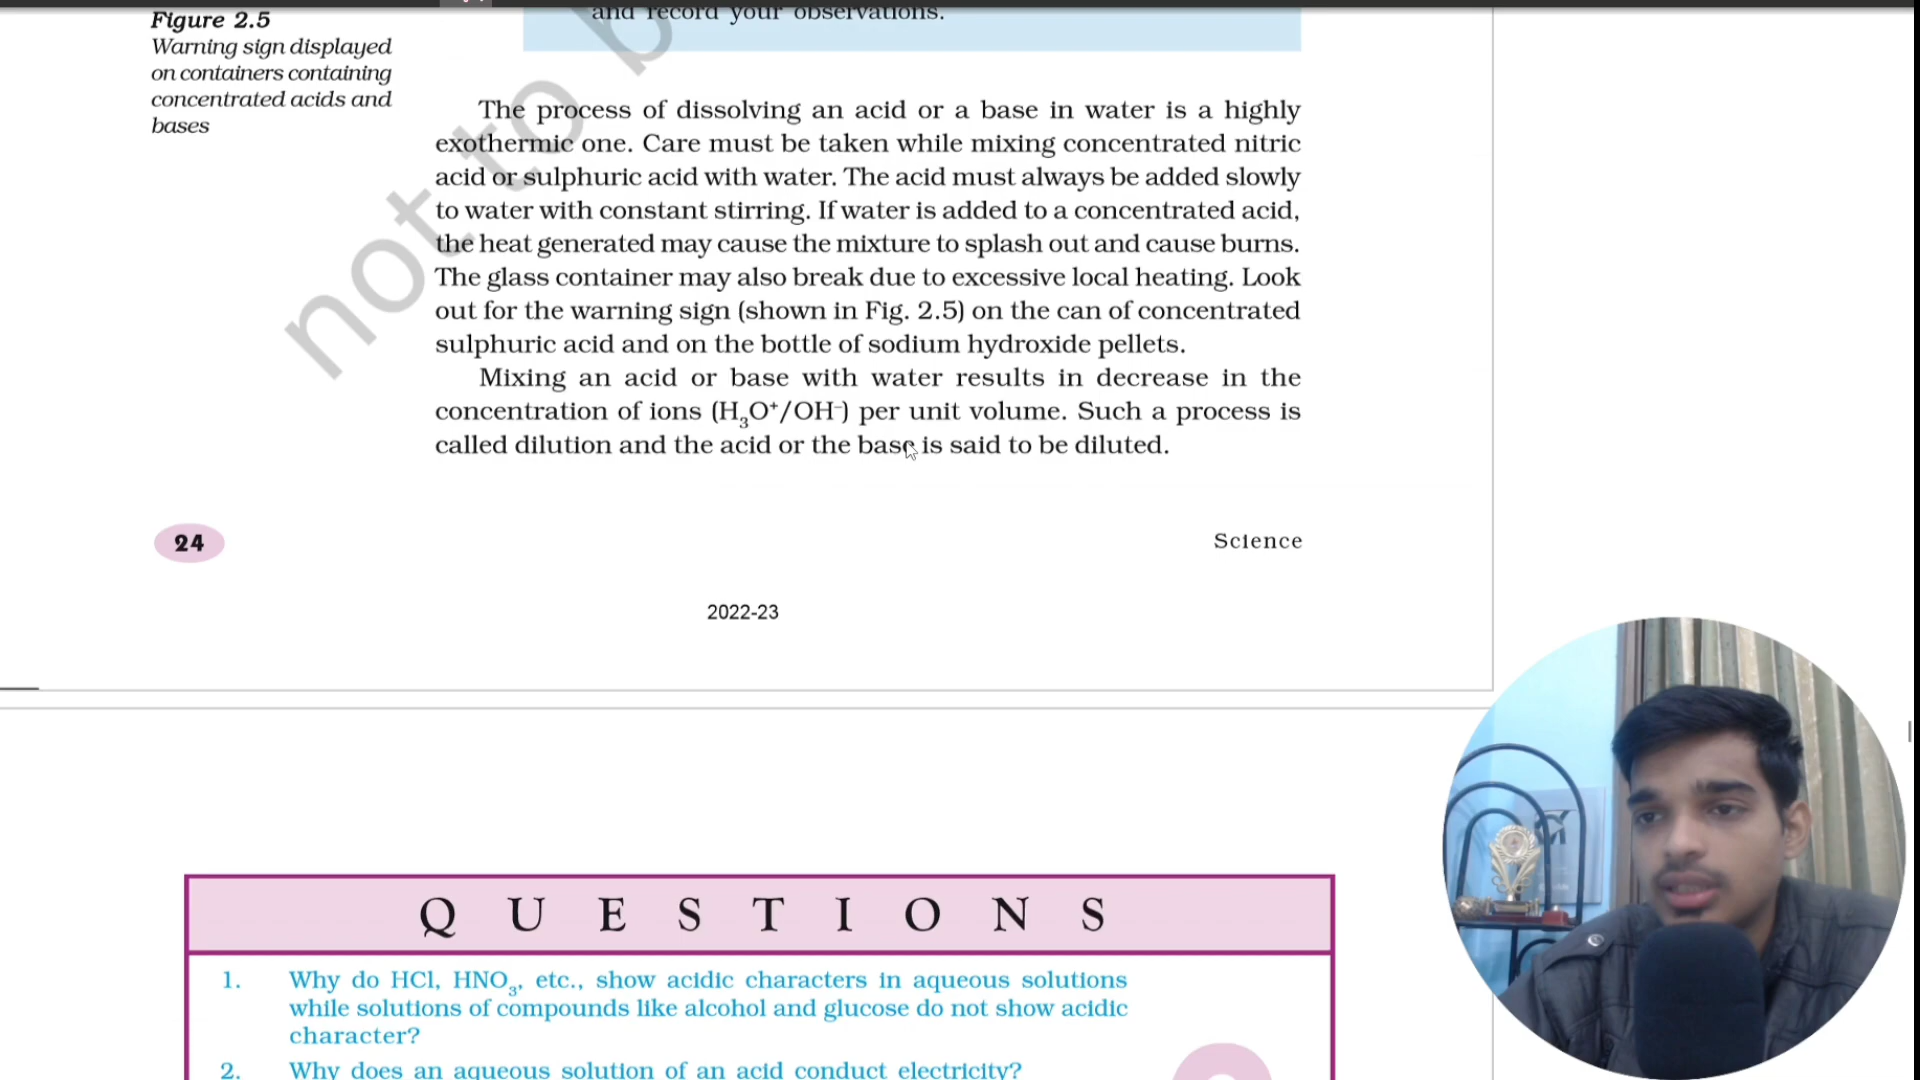 and record your observations.
Figure 2.5
Warning sign displayed
on containers containing
concentrated acids and
bases
not to b
The process of dissolving an acid or a base in water is a highly
exothermic one. Care must be taken while mixing concentrated nitric
acid or sulphuric acid with water. The acid must always be added slowly
to water with constant stirring. If water is added to a concentrated acid,
the heat generated may cause the mixture to splash out and cause burns.
The glass container may also break due to excessive local heating. Look
out for the warning sign (shown in Fig. 2.5) on the can of concentrated
sulphuric acid and on the bottle of sodium hydroxide pellets.
Mixing an acid or base with water results in decrease in the
concentration of ions (H₃O⁺/OH⁻) per unit volume. Such a process is
called dilution and the acid or the base is said to be diluted.
24
Science
2022-23
QUESTIONS
1. Why do HCl, HNO₃, etc., show acidic characters in aqueous solutions
while solutions of compounds like alcohol and glucose do not show acidic
character?
2. Why does an aqueous solution of an acid conduct electricity?